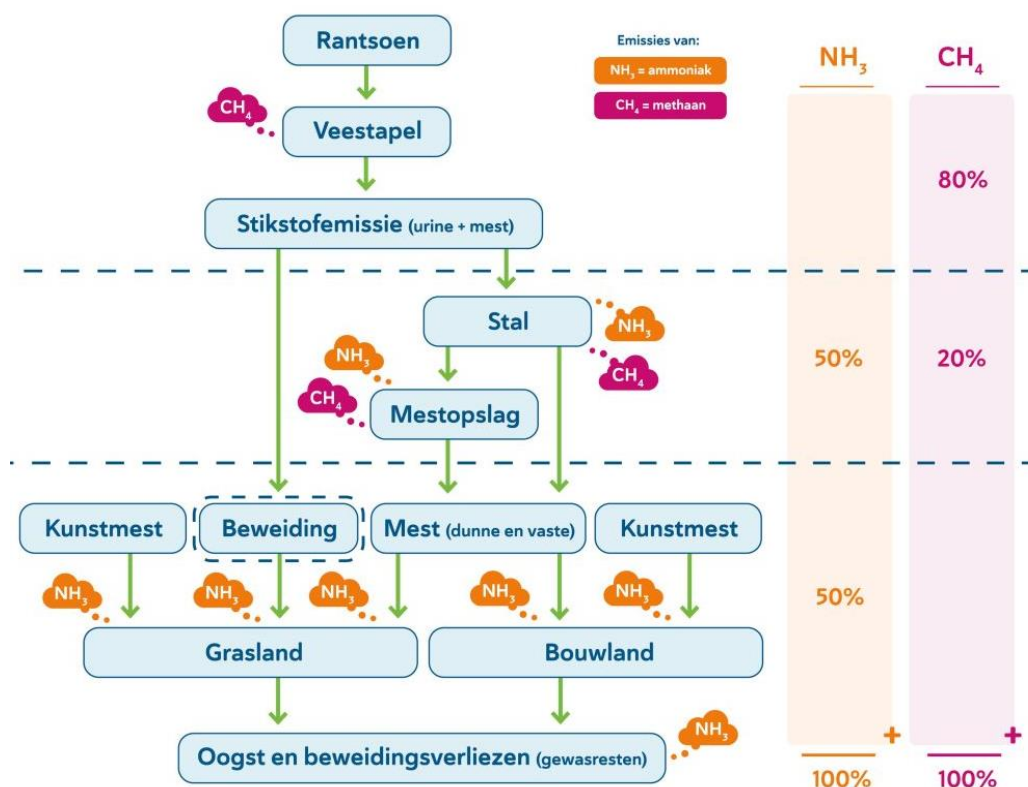 Rantsoen
Emissies van:
NH₃ = ammoniak
CH₄ = methaan
NH₃
CH₄
CH₄
Veestapel
80%
Stikstofemissie (urine + mest)
Stal
NH₃
NH₃
CH₄
50%
20%
CH₄
Mestopslag
Kunstmest
Beweiding
Mest (dunne en vaste)
Kunstmest
NH₃
NH₃
NH₃
NH₃
NH₃
50%
Grasland
Bouwland
NH₃
Oogst en beweidingsverliezen (gewasresten)
+
+
100%
100%